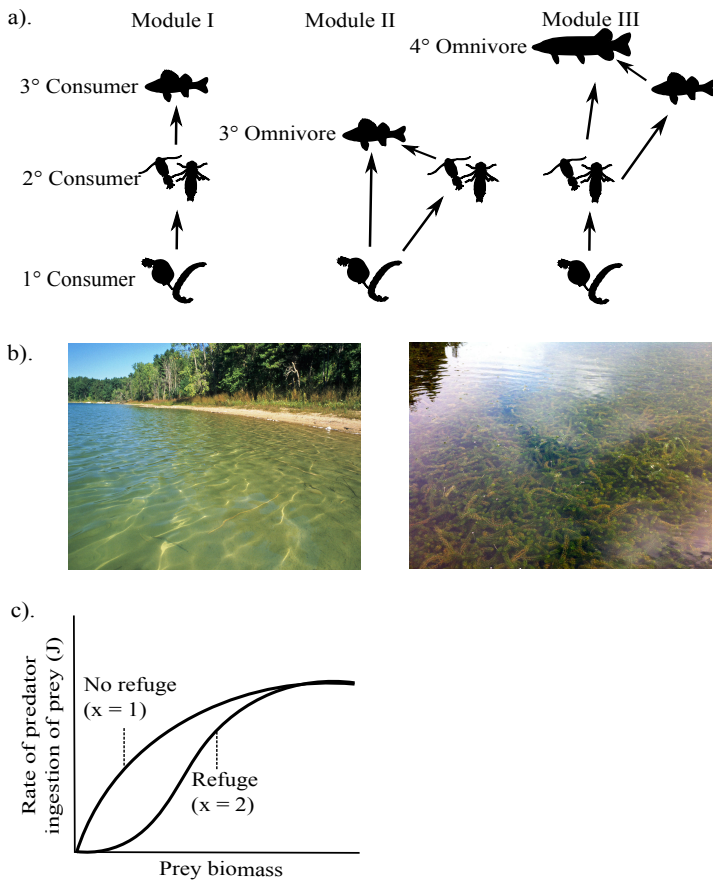 a).
Module I
Module II
Module III
4° Omnivore
3° Consumer
3° Omnivore
2° Consumer
1° Consumer
b).
c).
Rate of predator
ingestion of prey (J)
No refuge
(x = 1)
Refuge
(x = 2)
Prey biomass